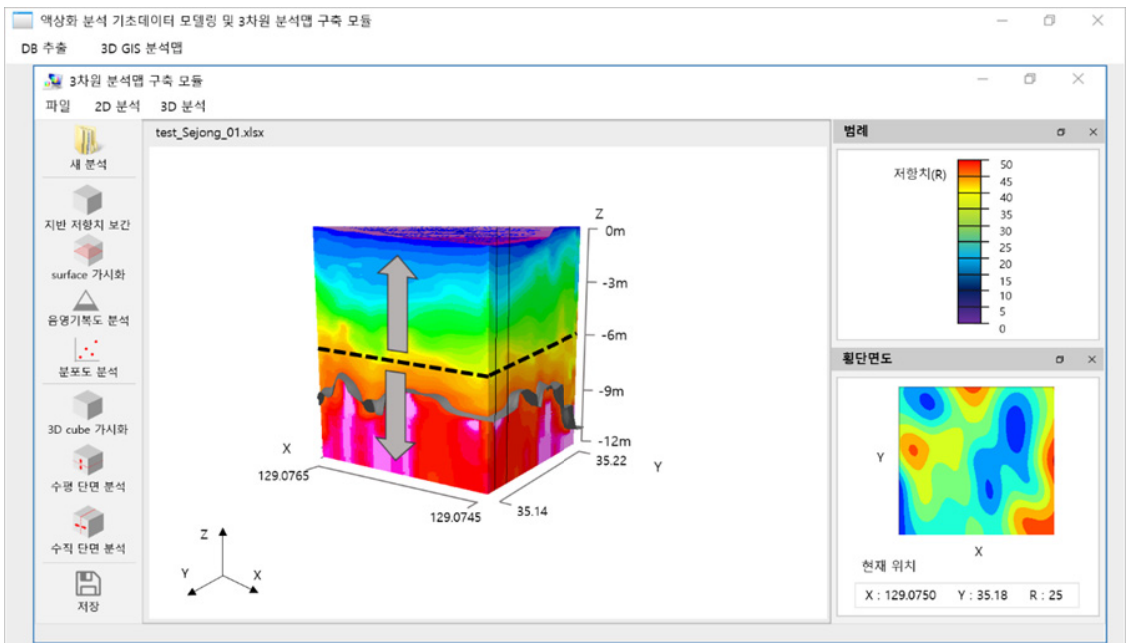 액상화 분석 기초데이터 모델링 및 3차원 분석맵 구축 모듈
DB 추출 3D GIS 분석맵
3차원 분석맵 구축 모듈
파일 2D 분석 3D 분석
새 분석
지반 저항치 보간
surface 가시화
음영기복도 분석
분포도 분석
3D cube 가시화
수평 단면 분석
수직 단면 분석
저장
test_Sejong_01.xlsx
Z
0m
-3m
-6m
-9m
-12m
X
129.0765
129.0745
35.22
Y
35.14
Z
Y
X
범례
저항치(R)
50
45
40
35
30
25
20
15
10
5
0
횡단면도
Y
X
현재 위치
X : 129.0750 Y : 35.18 R : 25